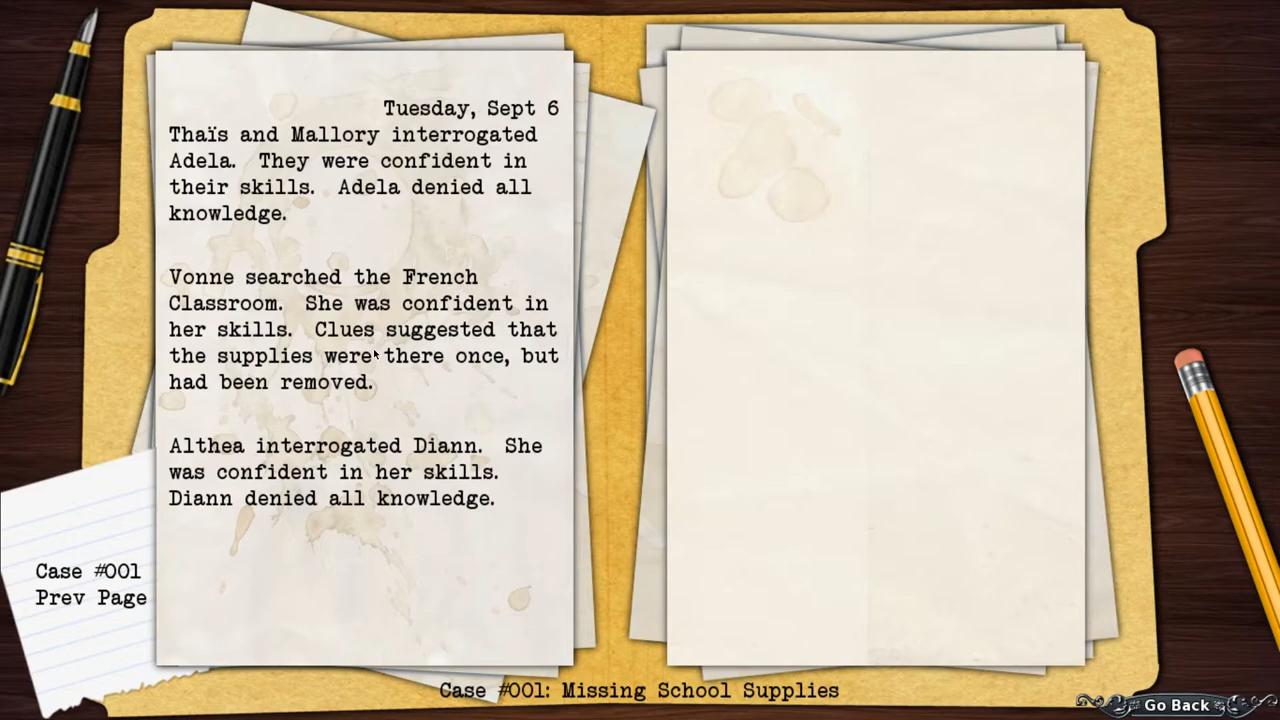 Tuesday, Sept 6
Thaïs and Mallory interrogated
Adela.  They were confident in
their skills.  Adela denied all
knowledge.
Vonne searched the French
Classroom.  She was confident in
her skills.  Clues suggested that
the supplies were there once, but
had been removed.
Althea interrogated Diann.  She
was confident in her skills.
Diann denied all knowledge.
Case #001
Prev Page
Case #001: Missing School Supplies
Go Back